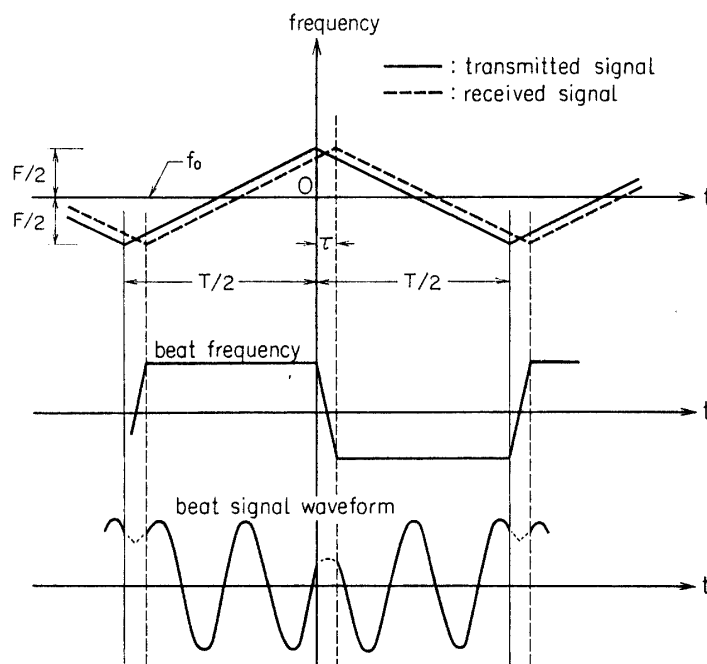 frequency
——— : transmitted signal
- - - - : received signal
F/2
f₀
O
t
F/2
τ
T/2
T/2
beat frequency
t
beat signal waveform
t